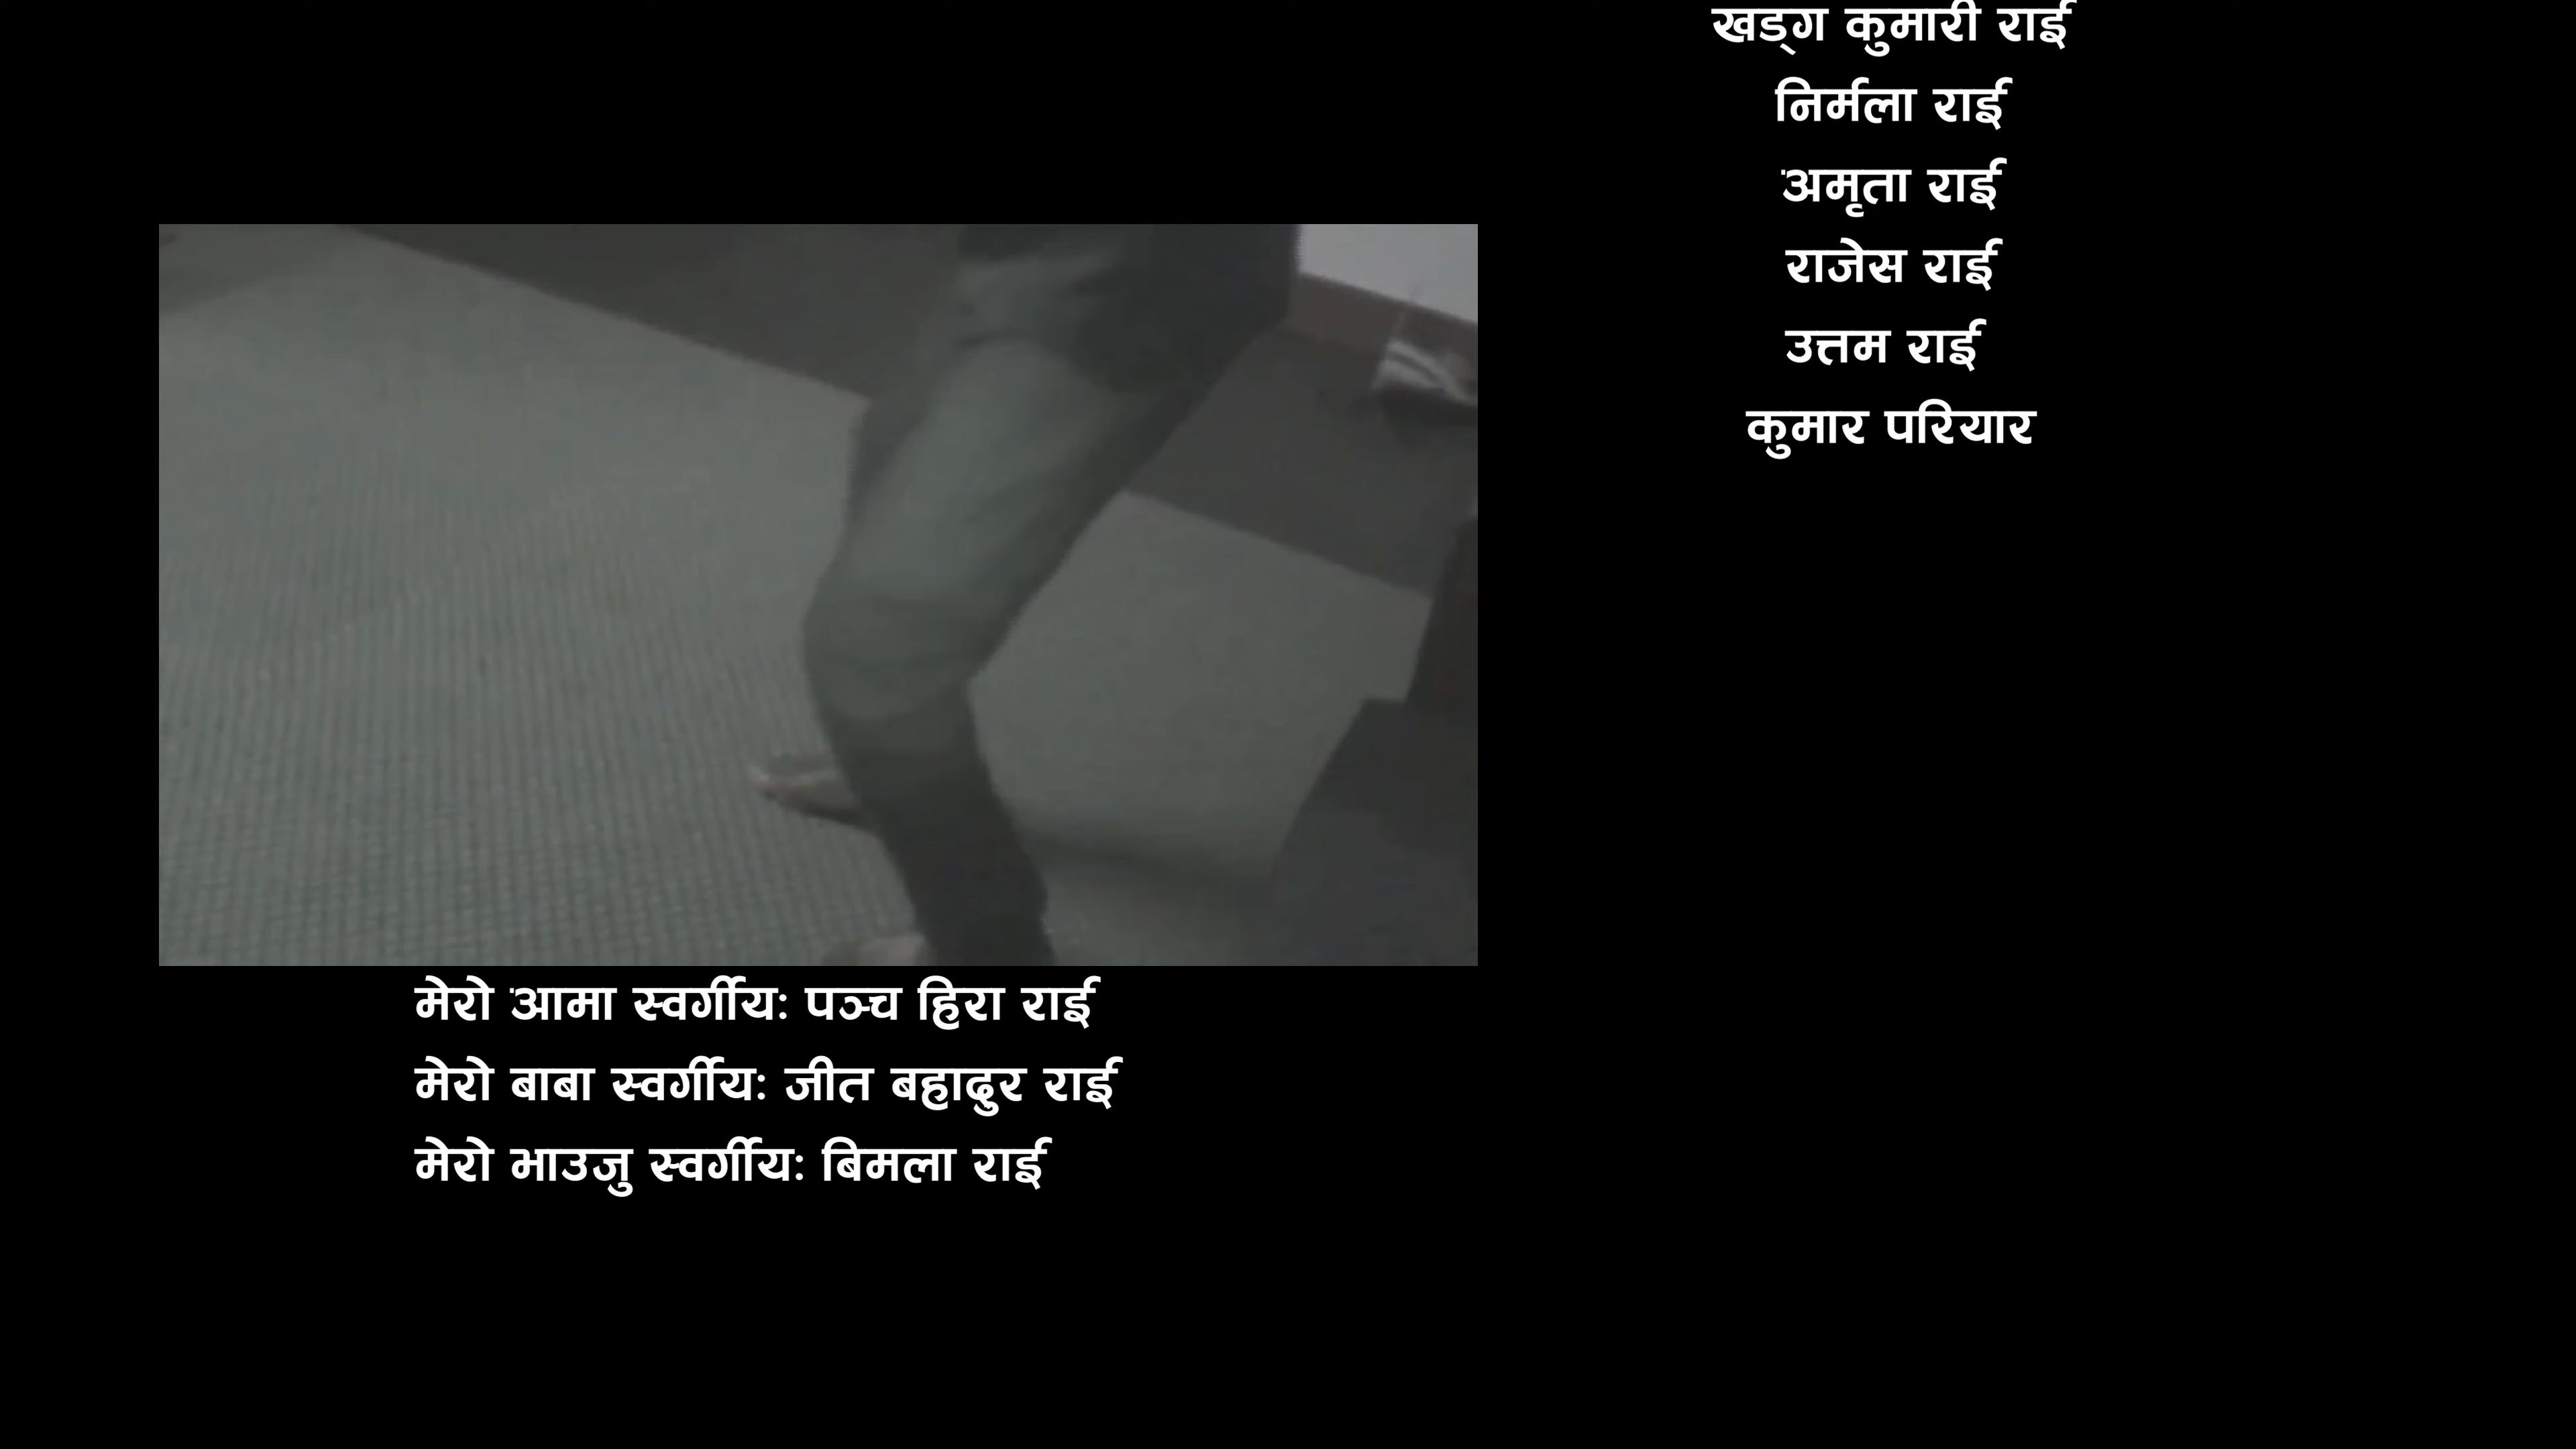 खड्ग कुमारी राई
निर्मला राई
अमृता राई
राजेस राई
उत्तम राई
कुमार परियार
मेरो आमा स्वर्गीयः पञ्च हिरा राई
मेरो बाबा स्वर्गीयः जीत बहादुर राई
मेरो भाउजु स्वर्गीयः बिमला राई